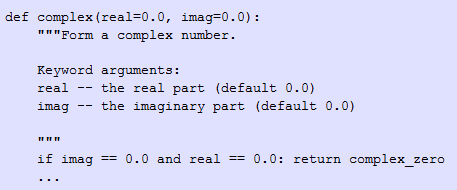 def complex(real=0.0, imag=0.0):
    """Form a complex number.

    Keyword arguments:
    real -- the real part (default 0.0)
    imag -- the imaginary part (default 0.0)

    """
    if imag == 0.0 and real == 0.0: return complex_zero
    ...